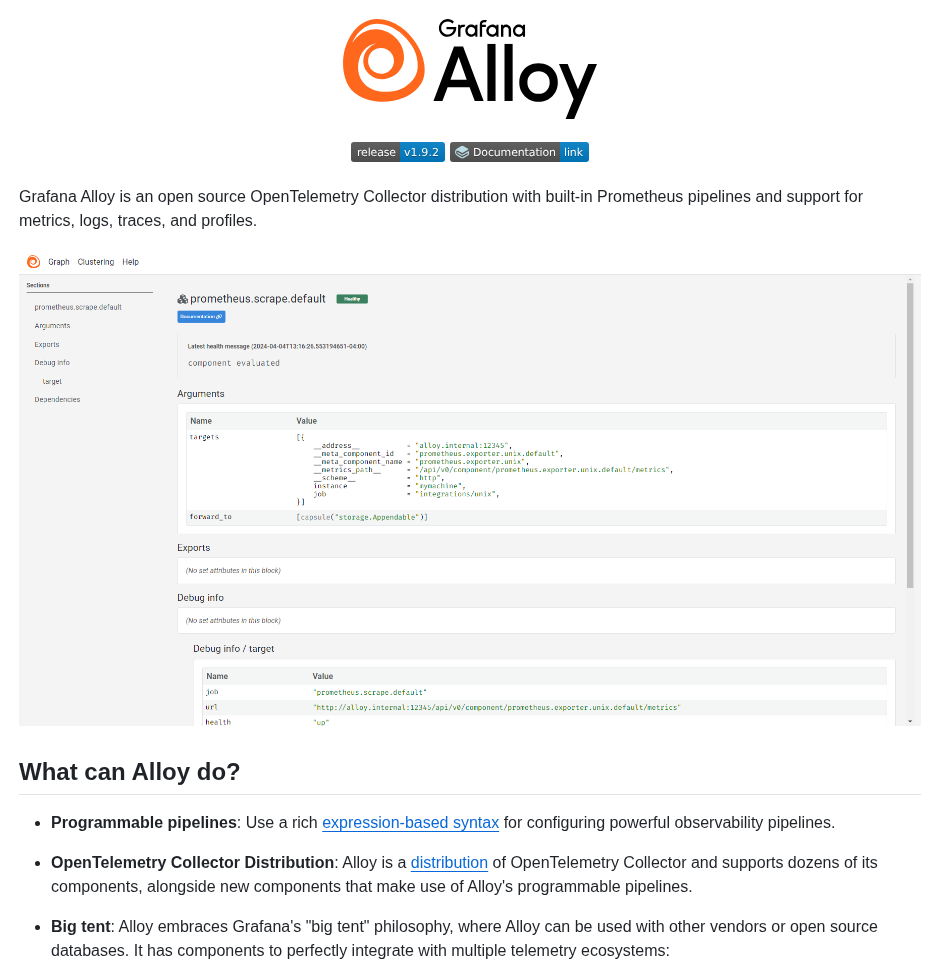 Grafana
Alloy
release v1.9.2 Documentation link
Grafana Alloy is an open source OpenTelemetry Collector distribution with built-in Prometheus pipelines and support for
metrics, logs, traces, and profiles.
Graph Clustering Help
Sections
prometheus.scrape.default
Arguments
Exports
Debug info
target
Dependencies
prometheus.scrape.default Healthy
Documentation
Latest health message (2024-04-04T13:16:26.553194651-04:00)
component evaluated
Arguments
Name Value
targets [{
__address__ = "alloy.internal:12345",
__meta_component_id = "prometheus.exporter.unix.default",
__meta_component_name = "prometheus.exporter.unix",
__metrics_path__ = "/api/v0/component/prometheus.exporter.unix.default/metrics",
__scheme__ = "http",
instance = "mymachine",
job = "integrations/unix",
}]
forward_to [capsule("storage.Appendable")]
Exports
(No set attributes in this block)
Debug info
(No set attributes in this block)
Debug info / target
Name Value
job "prometheus.scrape.default"
url "http://alloy.internal:12345/api/v0/component/prometheus.exporter.unix.default/metrics"
health "up"
What can Alloy do?
• Programmable pipelines: Use a rich expression-based syntax for configuring powerful observability pipelines.
• OpenTelemetry Collector Distribution: Alloy is a distribution of OpenTelemetry Collector and supports dozens of its
components, alongside new components that make use of Alloy's programmable pipelines.
• Big tent: Alloy embraces Grafana's "big tent" philosophy, where Alloy can be used with other vendors or open source
databases. It has components to perfectly integrate with multiple telemetry ecosystems: